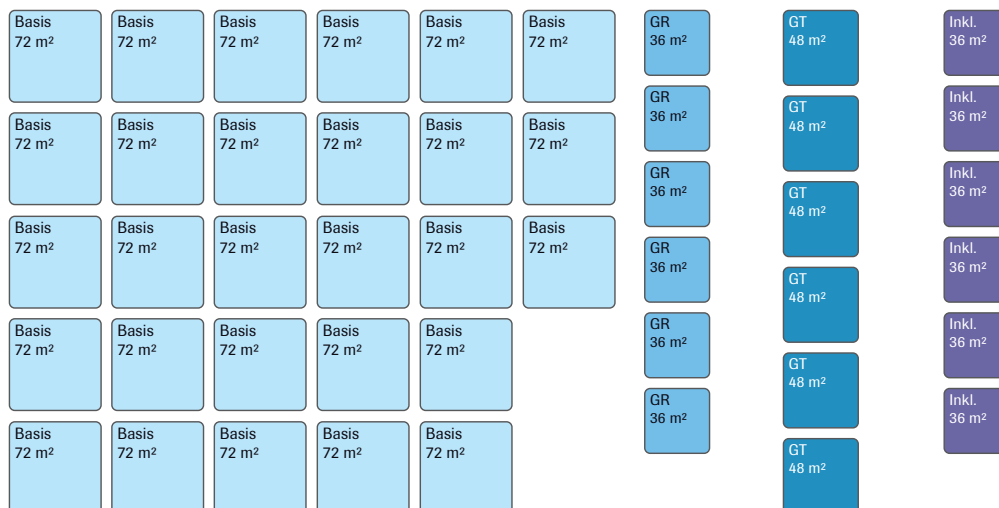 Basis
72 m²
Basis
72 m²
Basis
72 m²
Basis
72 m²
Basis
72 m²
Basis
72 m²
Basis
72 m²
Basis
72 m²
Basis
72 m²
Basis
72 m²
Basis
72 m²
Basis
72 m²
Basis
72 m²
Basis
72 m²
Basis
72 m²
Basis
72 m²
Basis
72 m²
Basis
72 m²
Basis
72 m²
Basis
72 m²
Basis
72 m²
Basis
72 m²
Basis
72 m²
Basis
72 m²
Basis
72 m²
Basis
72 m²
Basis
72 m²
Basis
72 m²
GR
36 m²
GR
36 m²
GR
36 m²
GR
36 m²
GR
36 m²
GR
36 m²
GT
48 m²
GT
48 m²
GT
48 m²
GT
48 m²
GT
48 m²
GT
48 m²
Inkl.
36 m²
Inkl.
36 m²
Inkl.
36 m²
Inkl.
36 m²
Inkl.
36 m²
Inkl.
36 m²